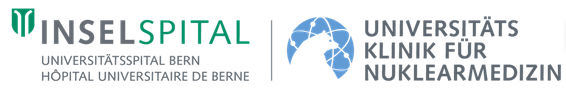 INSELSPITAL
UNIVERSITÄTSSPITAL BERN
HÔPITAL UNIVERSITAIRE DE BERNE
UNIVERSITÄTS
KLINIK FÜR
NUKLEARMEDIZIN